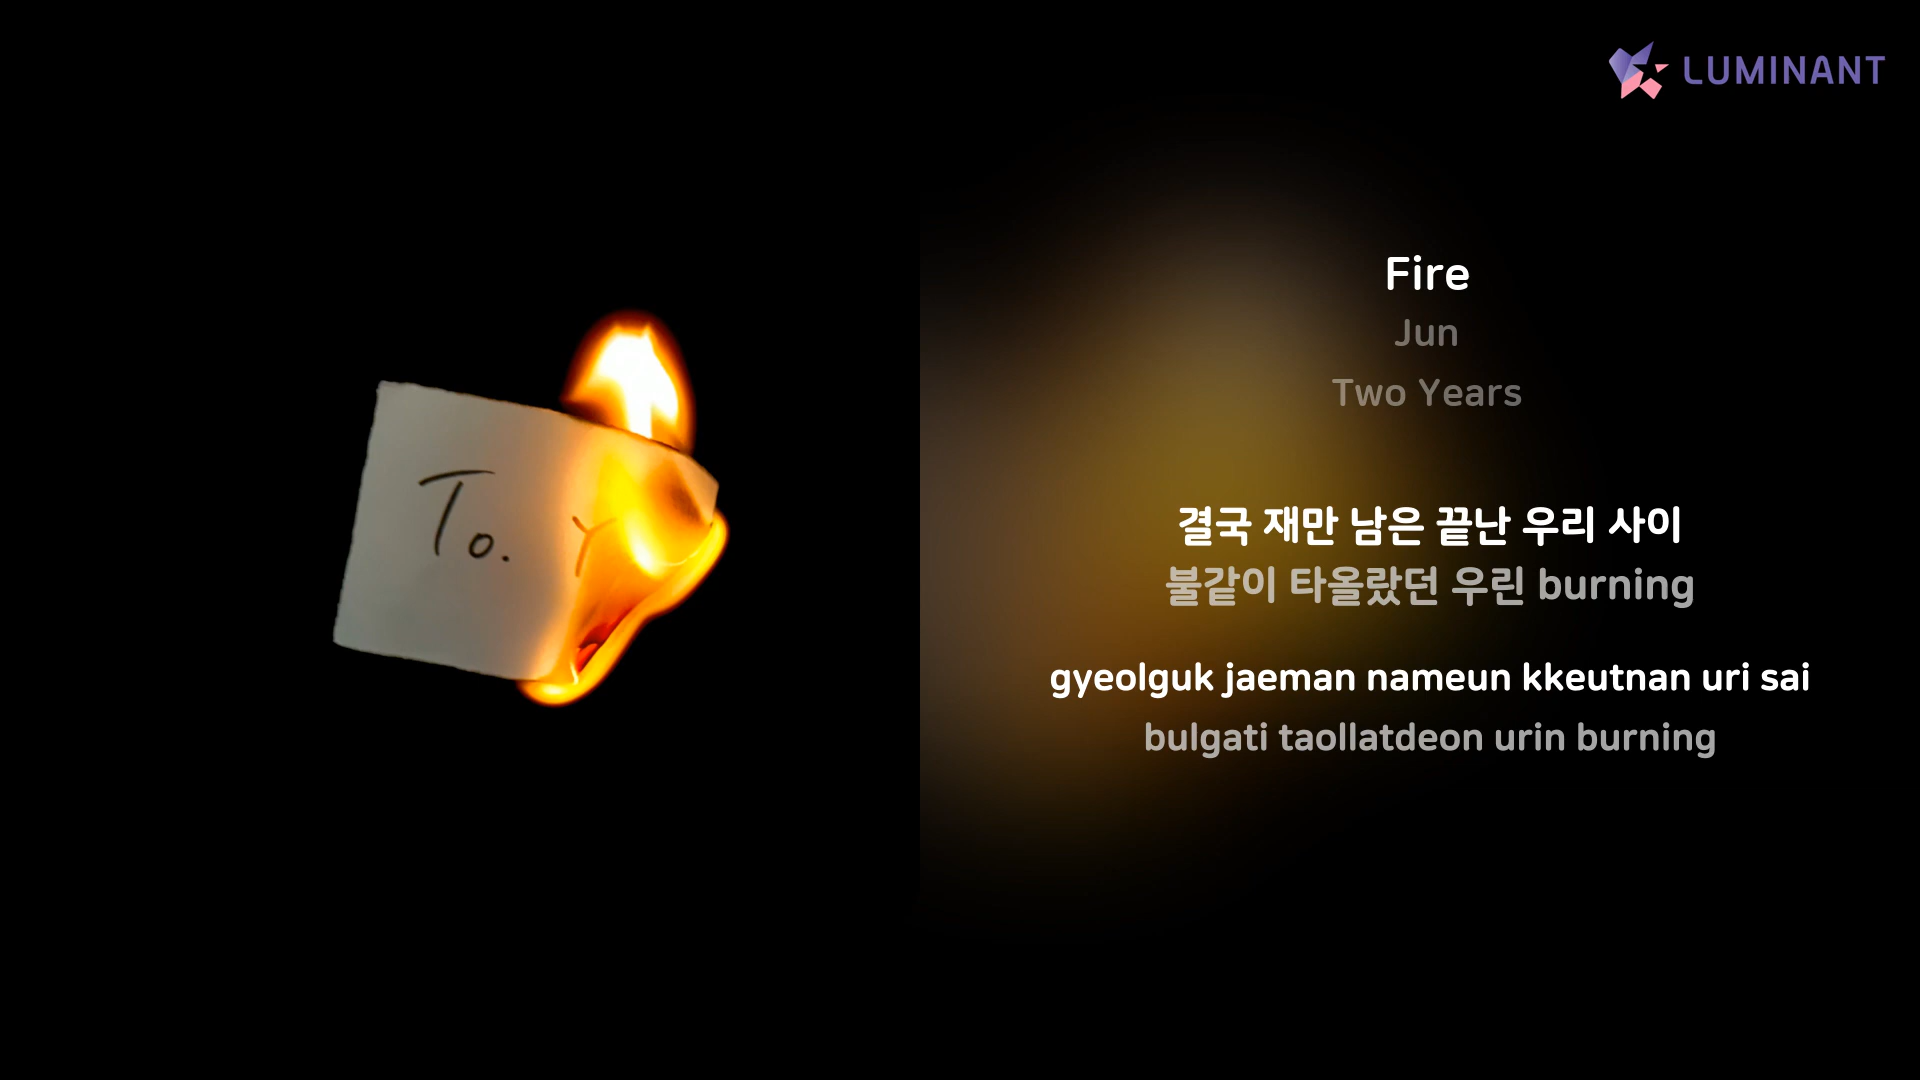 LUMINANT
To. Y
Fire
Jun
Two Years
결국 재만 남은 끝난 우리 사이
불같이 타올랐던 우린 burning
gyeolguk jaeman nameun kkeutnan uri sai
bulgati taollatdeon urin burning